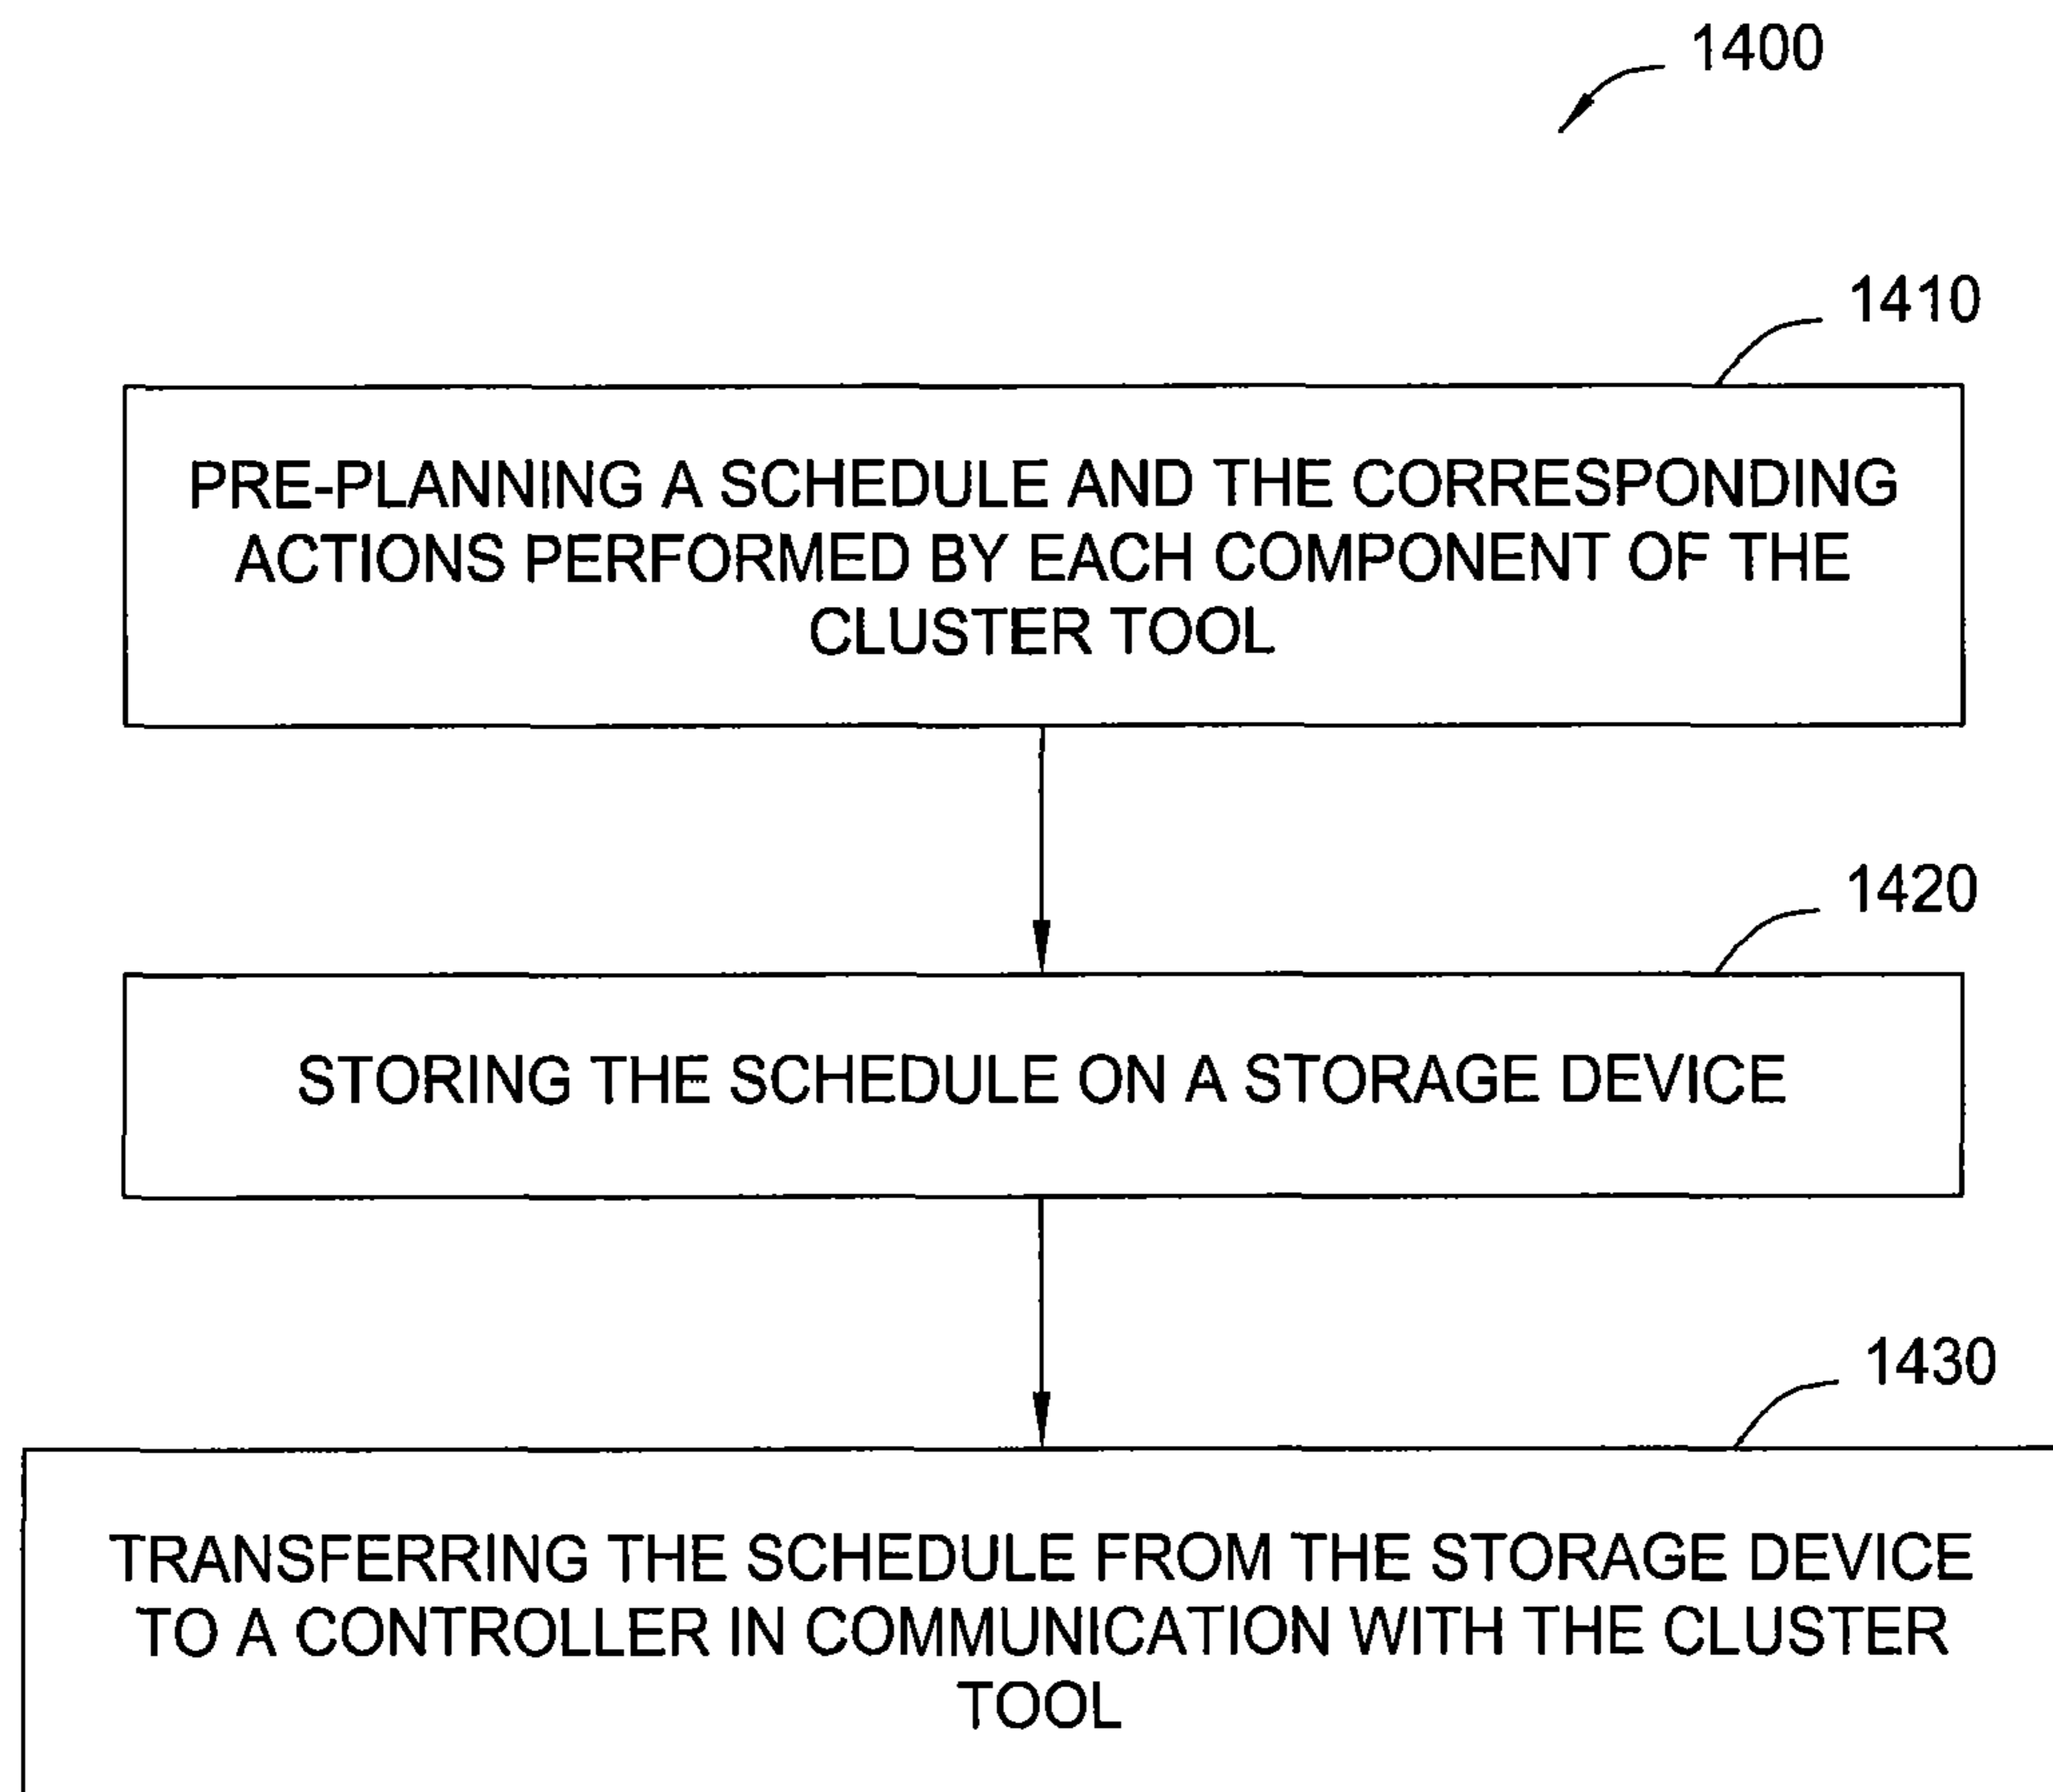 1400
1410
PRE-PLANNING A SCHEDULE AND THE CORRESPONDING
ACTIONS PERFORMED BY EACH COMPONENT OF THE
CLUSTER TOOL
1420
STORING THE SCHEDULE ON A STORAGE DEVICE
1430
TRANSFERRING THE SCHEDULE FROM THE STORAGE DEVICE
TO A CONTROLLER IN COMMUNICATION WITH THE CLUSTER
TOOL